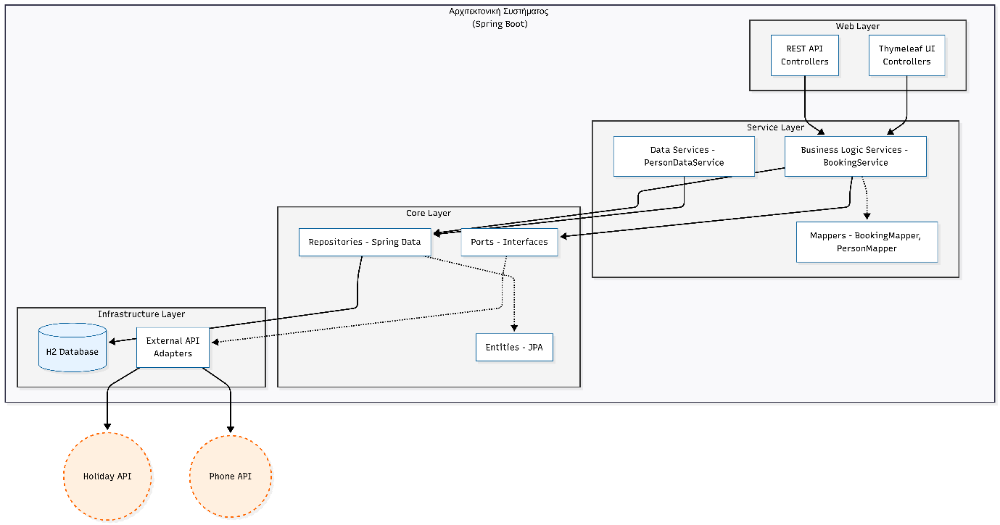 Αρχιτεκτονική Συστήματος
(Spring Boot)
Web Layer
REST API
Controllers
Thymeleaf UI
Controllers
Service Layer
Data Services -
PersonDataService
Business Logic Services -
BookingService
Mappers - BookingMapper,
PersonMapper
Core Layer
Repositories - Spring Data
Ports - Interfaces
Entities - JPA
Infrastructure Layer
H2 Database
External API
Adapters
Holiday API
Phone API